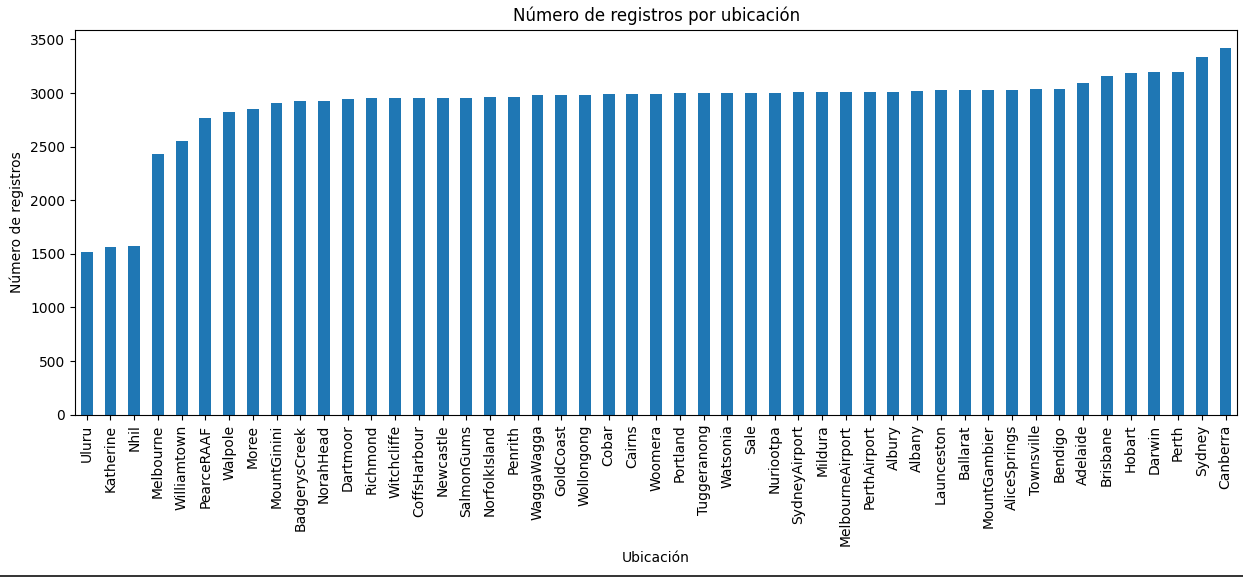 Número de registros por ubicación
3500
3000
2500
2000
1500
1000
500
0
Número de registros
Uluru
Katherine
Nhil
Melbourne
Williamtown
PearceRAAF
Walpole
Moree
MountGinini
BadgerysCreek
NorahHead
Dartmoor
Richmond
Witchcliffe
CoffsHarbour
Newcastle
SalmonGums
NorfolkIsland
Penrith
WaggaWagga
GoldCoast
Wollongong
Cobar
Cairns
Woomera
Portland
Tuggeranong
Watsonia
Sale
Nuriootpa
SydneyAirport
Mildura
MelbourneAirport
PerthAirport
Albury
Albany
Launceston
Ballarat
MountGambier
AliceSprings
Townsville
Bendigo
Adelaide
Brisbane
Hobart
Darwin
Perth
Sydney
Canberra
Ubicación